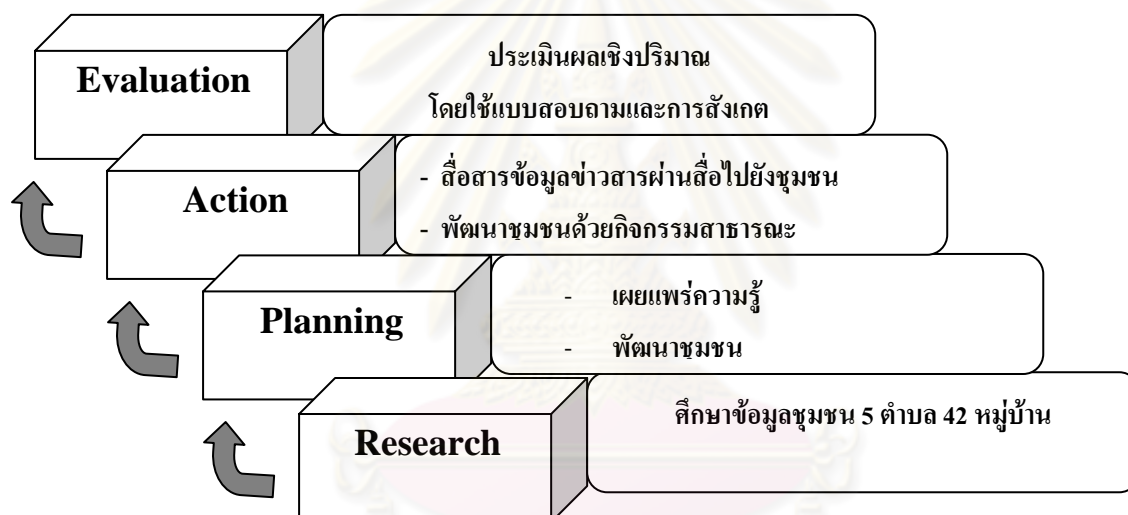 Evaluation
ประเมินผลเชิงปริมาณ
โดยใช้แบบสอบถามและการสังเกต
Action
- สื่อสารข้อมูลข่าวสารผ่านสื่อไปยังชุมชน
- พัฒนาชุมชนด้วยกิจกรรมสาธารณะ
Planning
- เผยแพร่ความรู้
- พัฒนาชุมชน
Research
ศึกษาข้อมูลชุมชน 5 ตำบล 42 หมู่บ้าน